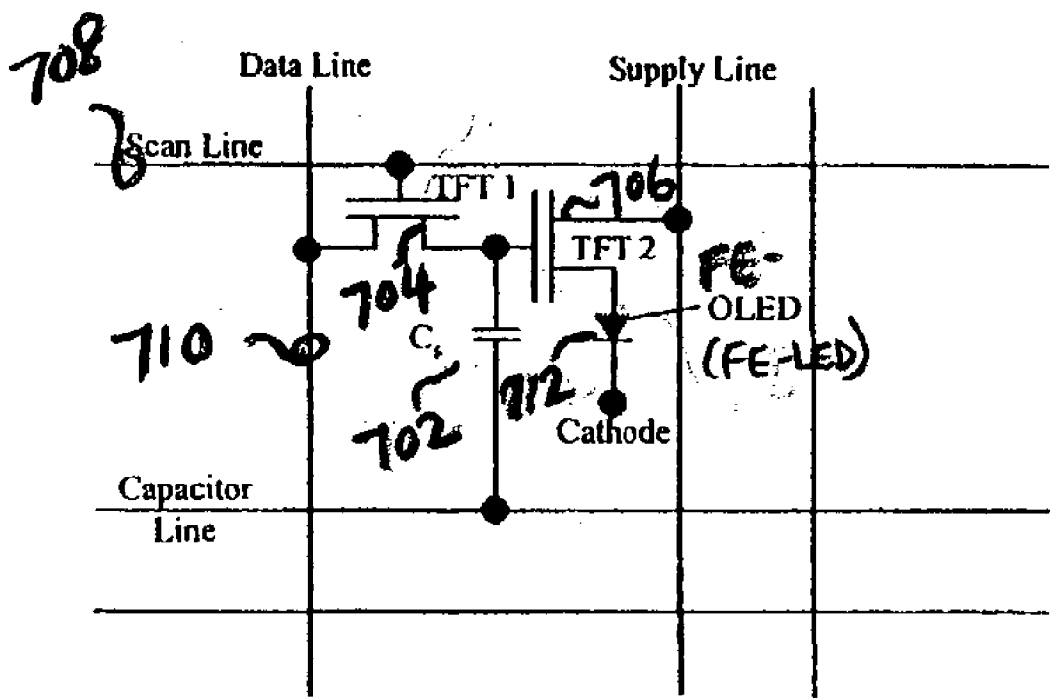 708
Data Line
Supply Line
Scan Line
TFT 1
706
TFT 2
704
FE-
OLED
(FE-LED)
710
Cs
702
712
Cathode
Capacitor
Line